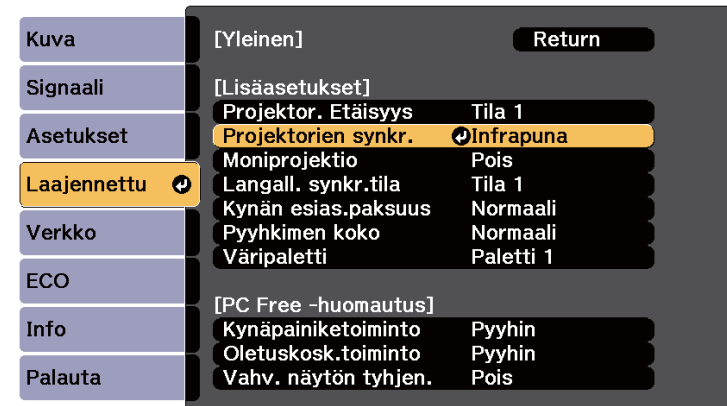 Kuva
Signaali
Asetukset
Laajennettu
Verkko
ECO
Info
Palauta
[Yleinen] Return
[Lisäasetukset]
Projektor. Etäisyys Tila 1
Projektorien synkr. Infrapuna
Moniprojektio Pois
Langall. synkr.tila Tila 1
Kynän esias.paksuus Normaali
Pyyhkimen koko Normaali
Väripaletti Paletti 1
[PC Free -huomautus]
Kynäpainiketoiminto Pyyhin
Oletuskosk.toiminto Pyyhin
Vahv. näytön tyhjen. Pois